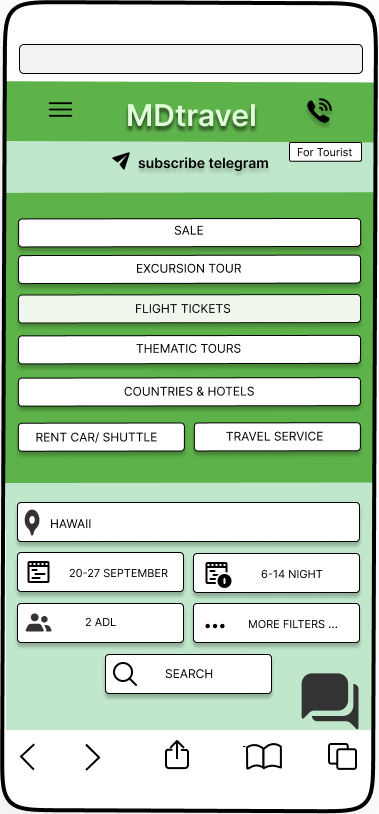 MDtravel
For Tourist
subscribe telegram
SALE
EXCURSION TOUR
FLIGHT TICKETS
THEMATIC TOURS
COUNTRIES & HOTELS
RENT CAR/ SHUTTLE
TRAVEL SERVICE
HAWAII
20-27 SEPTEMBER
6-14 NIGHT
2 ADL
MORE FILTERS ...
SEARCH